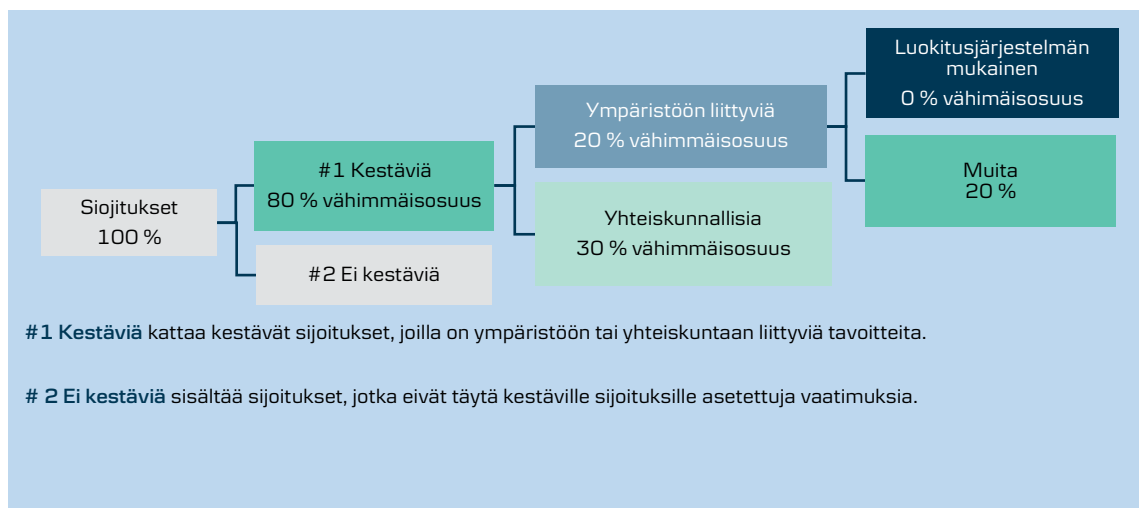 Luokitusjärjestelmän
mukainen
0 % vähimäisosuus
Ympäristöön liittyviä
20 % vähimmäisosuus
#1 Kestäviä
80 % vähimmäisosuus
Muita
20 %
Siojitukset
100 %
Yhteiskunnallisia
30 % vähimmäisosuus
#2 Ei kestäviä
#1 Kestäviä kattaa kestävät sijoitukset, joilla on ympäristöön tai yhteiskuntaan liittyviä tavoitteita.
# 2 Ei kestäviä sisältää sijoitukset, jotka eivät täytä kestäville sijoituksille asetettuja vaatimuksia.